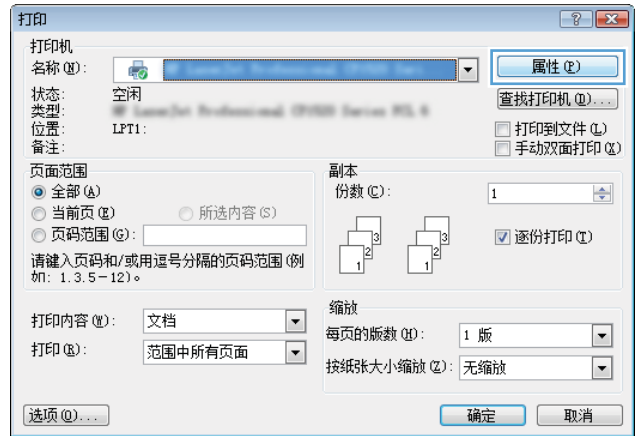 打印
打印机
名称(N):
属性(P)
状态: 空闲
类型:
查找打印机(D)...
位置: LPT1:
打印到文件(L)
备注:
手动双面打印(X)
页面范围
全部(A)
当前页(E) 所选内容(S)
页码范围(G):
请键入页码和/或用逗号分隔的页码范围(例
如: 1.3.5-12)。
副本
份数(C): 1
3 3
2 2
1 1
逐份打印(T)
打印内容(W): 文档
打印(R): 范围中所有页面
缩放
每页的版数(H): 1 版
按纸张大小缩放(Z): 无缩放
选项(O)...
确定 取消